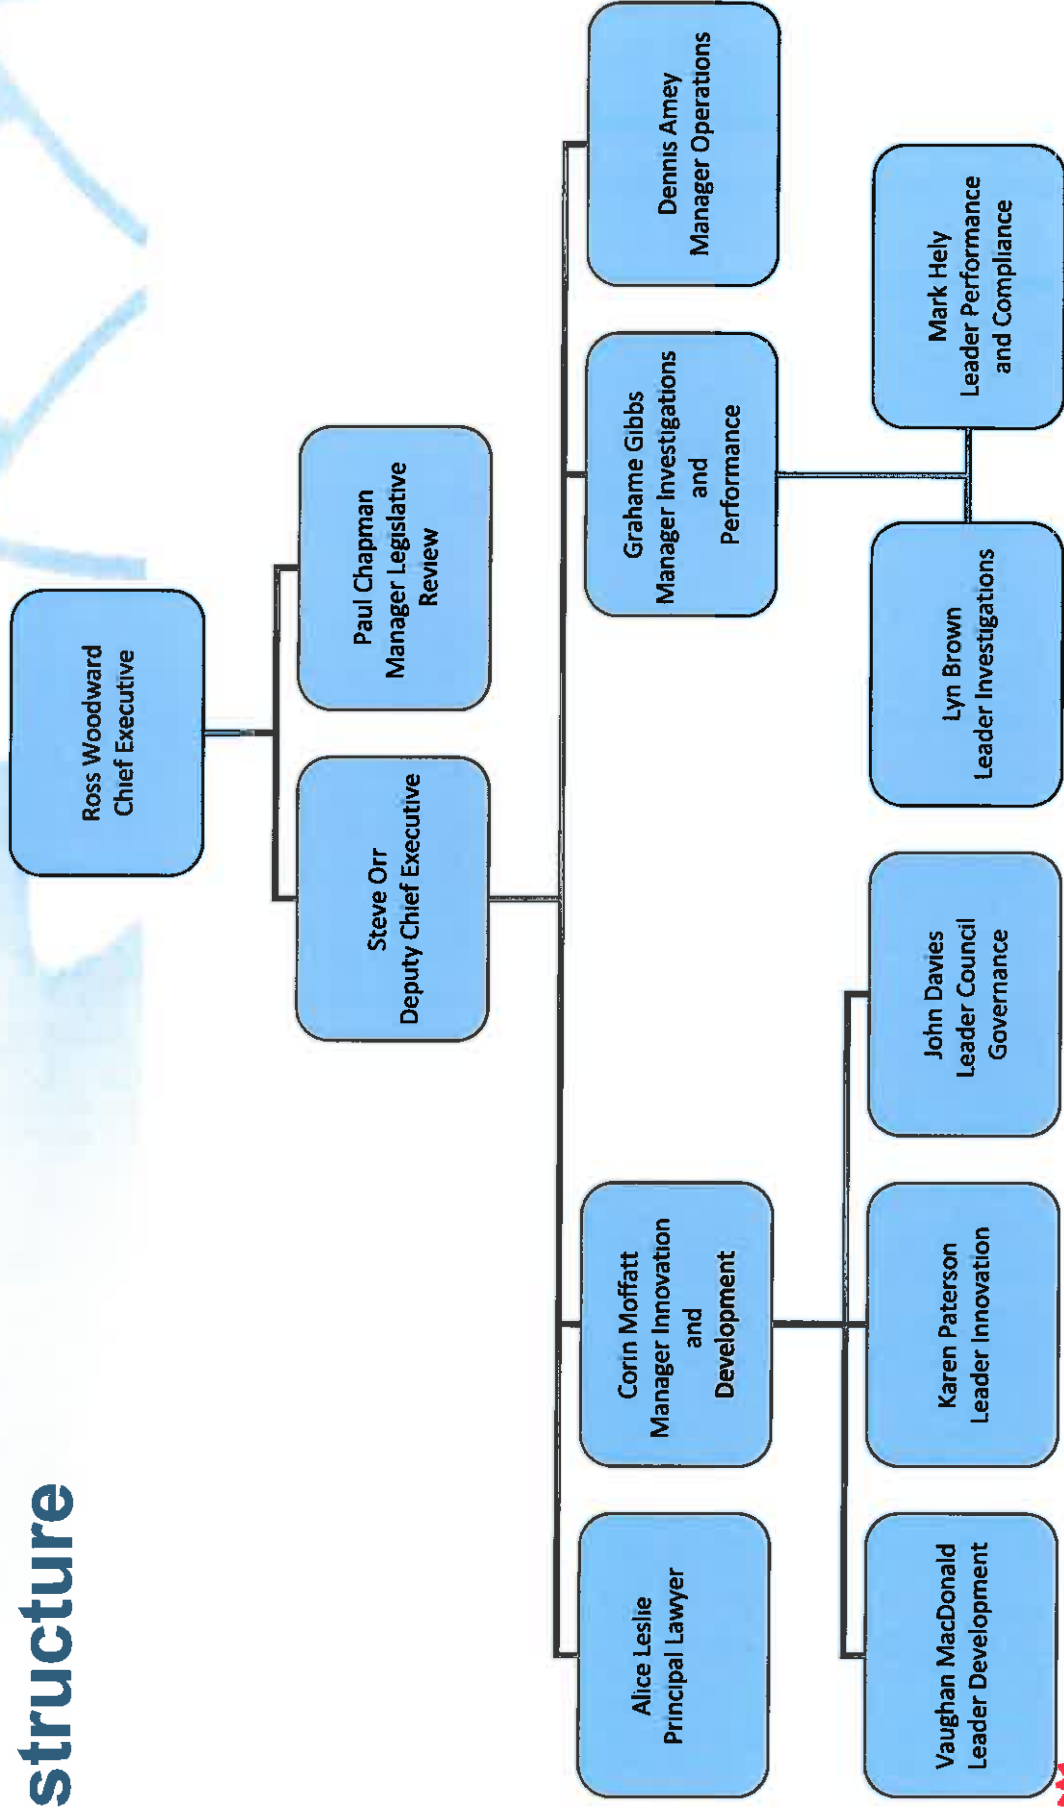 structure
Ross Woodward
Chief Executive
Steve Orr
Deputy Chief Executive
Paul Chapman
Manager Legislative
Review
Alice Leslie
Principal Lawyer
Corin Moffatt
Manager Innovation
and
Development
Grahame Gibbs
Manager Investigations
and
Performance
Dennis Amey
Manager Operations
Vaughan MacDonald
Leader Development
Karen Paterson
Leader Innovation
John Davies
Leader Council
Governance
Lyn Brown
Leader Investigations
Mark Hely
Leader Performance
and Compliance